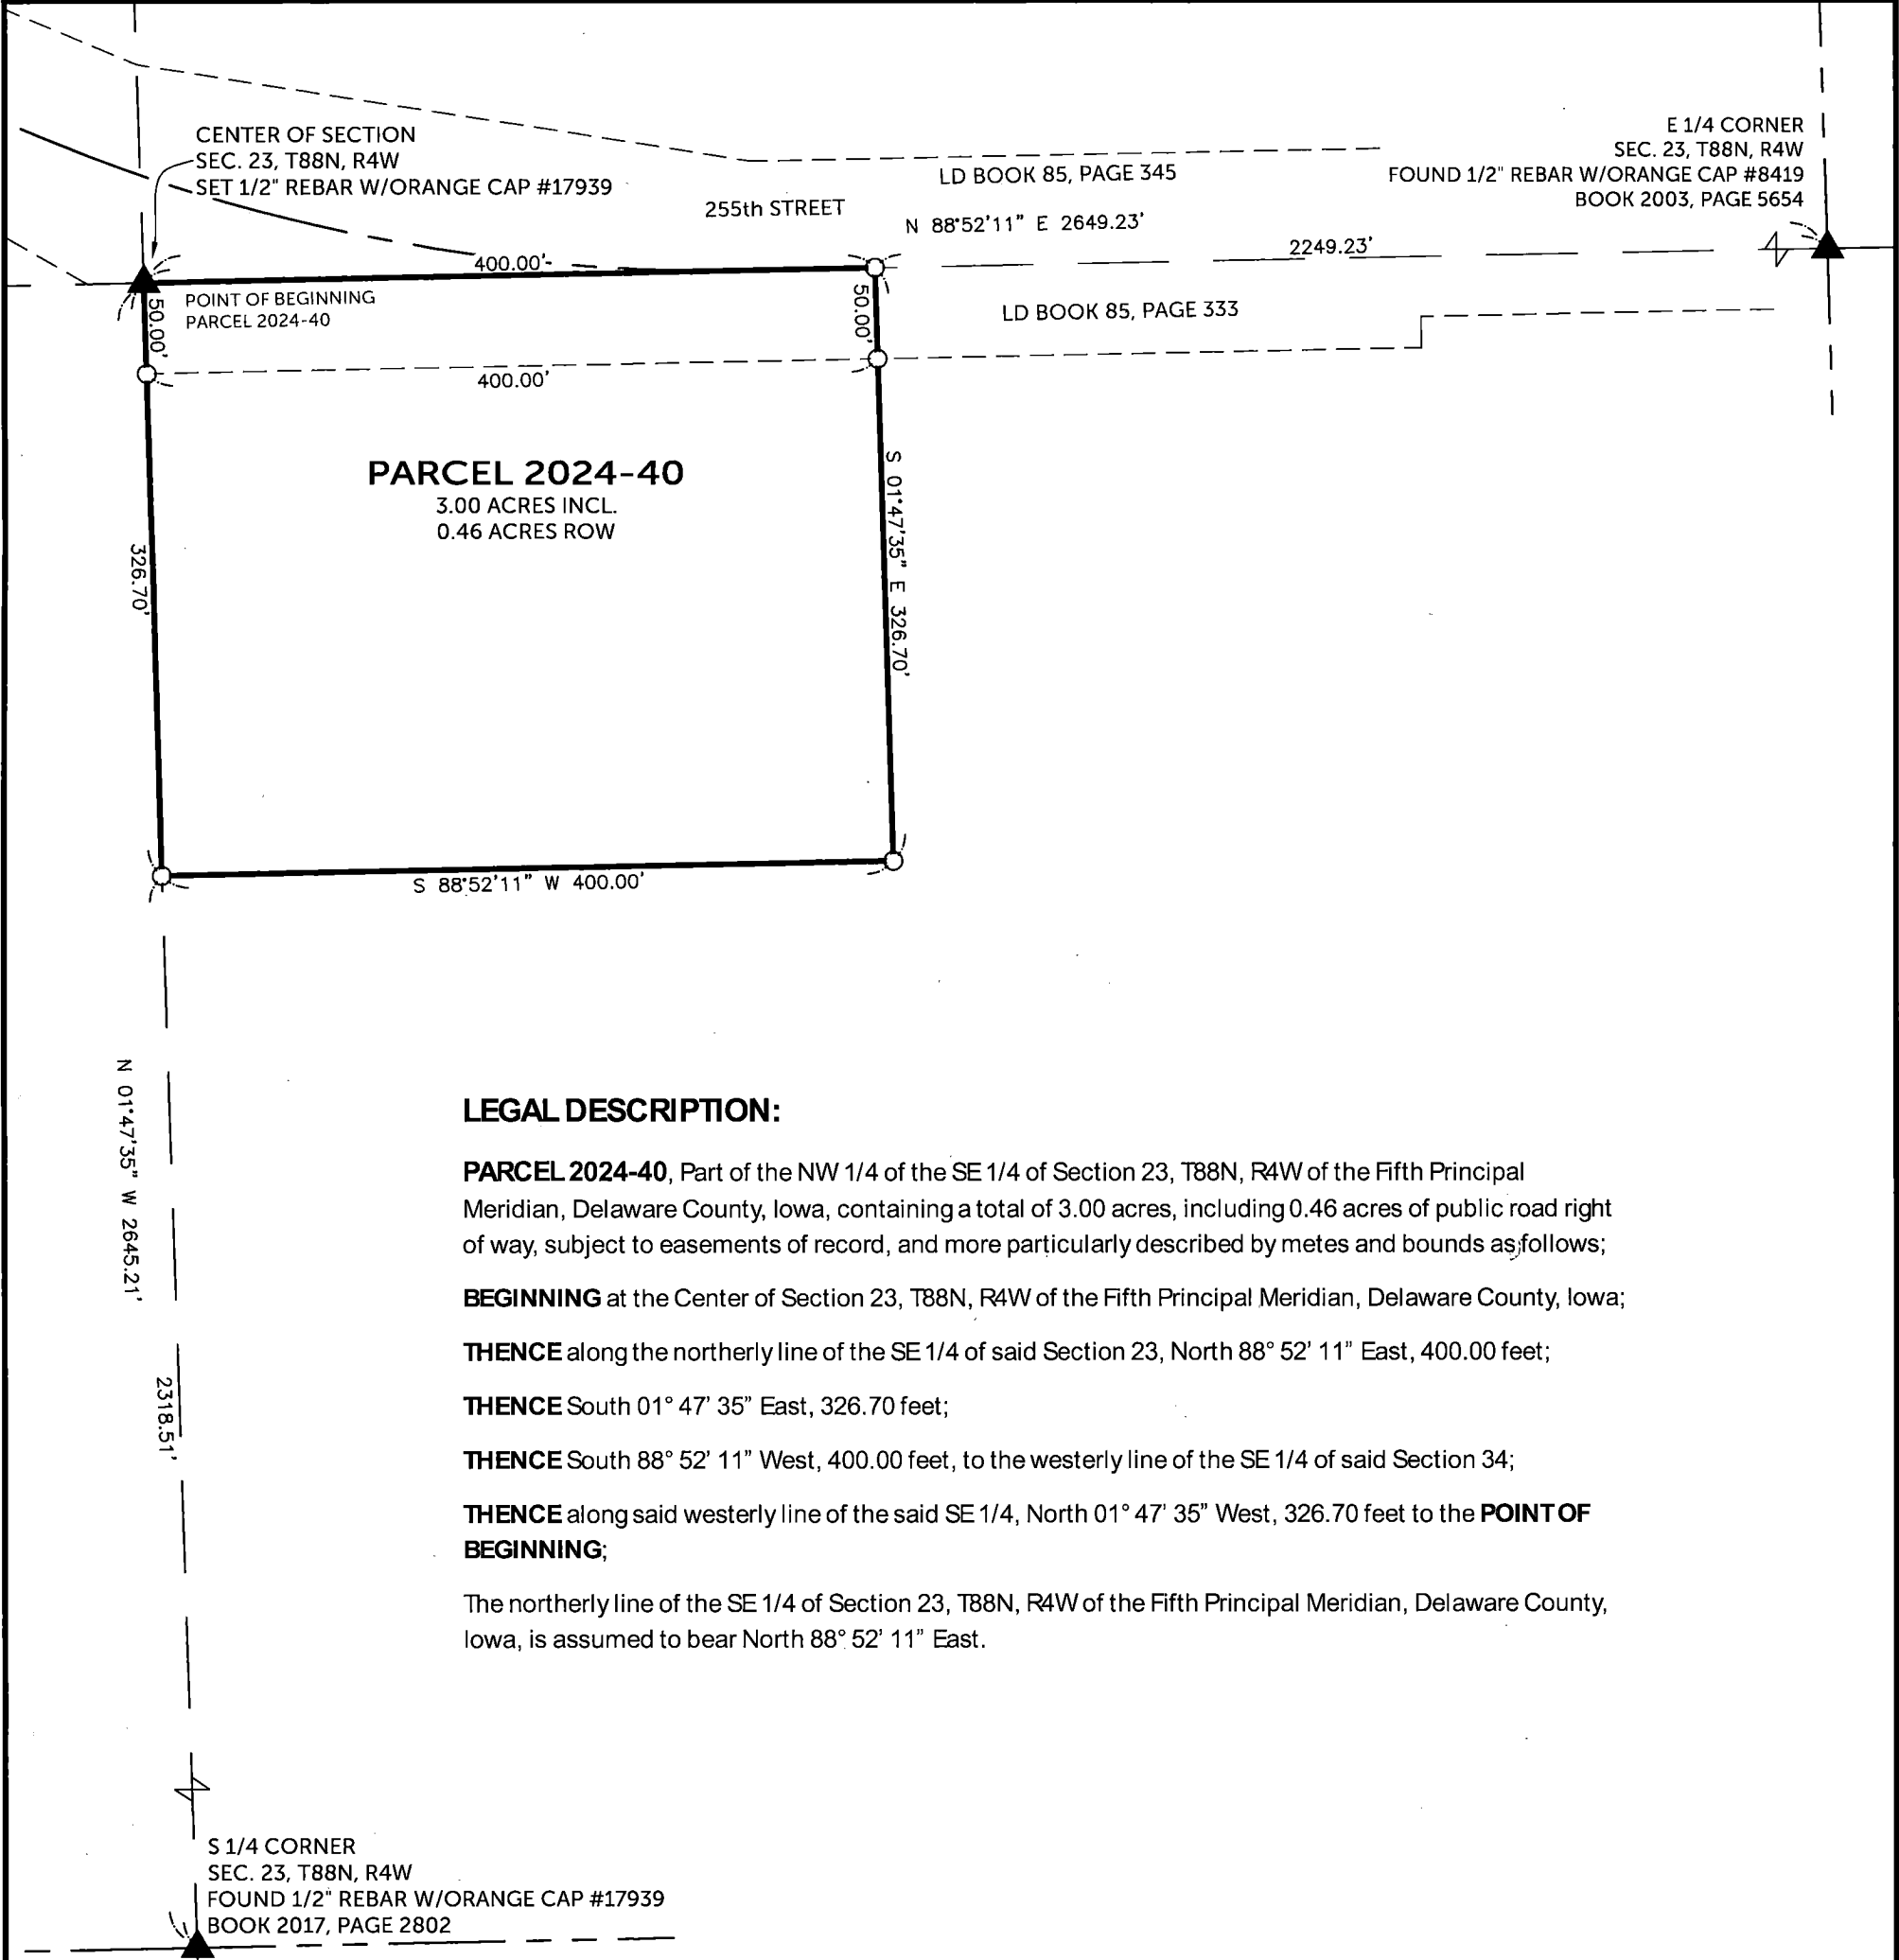 CENTER OF SECTION
SEC. 23, T88N, R4W
SET 1/2" REBAR W/ORANGE CAP #17939
E 1/4 CORNER
SEC. 23, T88N, R4W
FOUND 1/2" REBAR W/ORANGE CAP #8419
BOOK 2003, PAGE 5654
LD BOOK 85, PAGE 345
255th STREET
N 88°52'11" E 2649.23'
400.00'
2249.23'
POINT OF BEGINNING
PARCEL 2024-40
50.00'
50.00'
LD BOOK 85, PAGE 333
400.00'
PARCEL 2024-40
3.00 ACRES INCL.
0.46 ACRES ROW
326.70'
S 01°47'35" E 326.70'
S 88°52'11" W 400.00'
N 01°47'35" W 2645.21'
2318.51'
LEGAL DESCRIPTION:
PARCEL 2024-40, Part of the NW 1/4 of the SE 1/4 of Section 23, T88N, R4W of the Fifth Principal
Meridian, Delaware County, Iowa, containing a total of 3.00 acres, including 0.46 acres of public road right
of way, subject to easements of record, and more particularly described by metes and bounds as follows;
BEGINNING at the Center of Section 23, T88N, R4W of the Fifth Principal Meridian, Delaware County, Iowa;
THENCE along the northerly line of the SE 1/4 of said Section 23, North 88° 52' 11" East, 400.00 feet;
THENCE South 01° 47' 35" East, 326.70 feet;
THENCE South 88° 52' 11" West, 400.00 feet, to the westerly line of the SE 1/4 of said Section 34;
THENCE along said westerly line of the said SE 1/4, North 01° 47' 35" West, 326.70 feet to the POINT OF
BEGINNING;
The northerly line of the SE 1/4 of Section 23, T88N, R4W of the Fifth Principal Meridian, Delaware County,
Iowa, is assumed to bear North 88° 52' 11" East.
S 1/4 CORNER
SEC. 23, T88N, R4W
FOUND 1/2" REBAR W/ORANGE CAP #17939
BOOK 2017, PAGE 2802